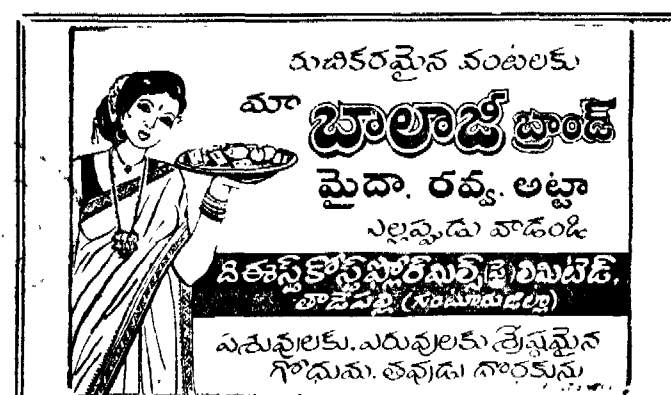 రుచికరమైన వంటలకు
మా బాలాజీ బ్రాండ్
మైదా. రవ్వ. అట్టా
ఎల్లప్పుడు వాడండి
ది ఈస్ట్ కోస్ట్ ఫ్లోర్ మిల్స్ (ప్రై) లిమిటెడ్,
తాడేపల్లి (గుంటూరుజిల్లా)
పశువులకు. ఎరువులకు శ్రేష్ఠమైన
గోధుమ. తవుడు దొరకును